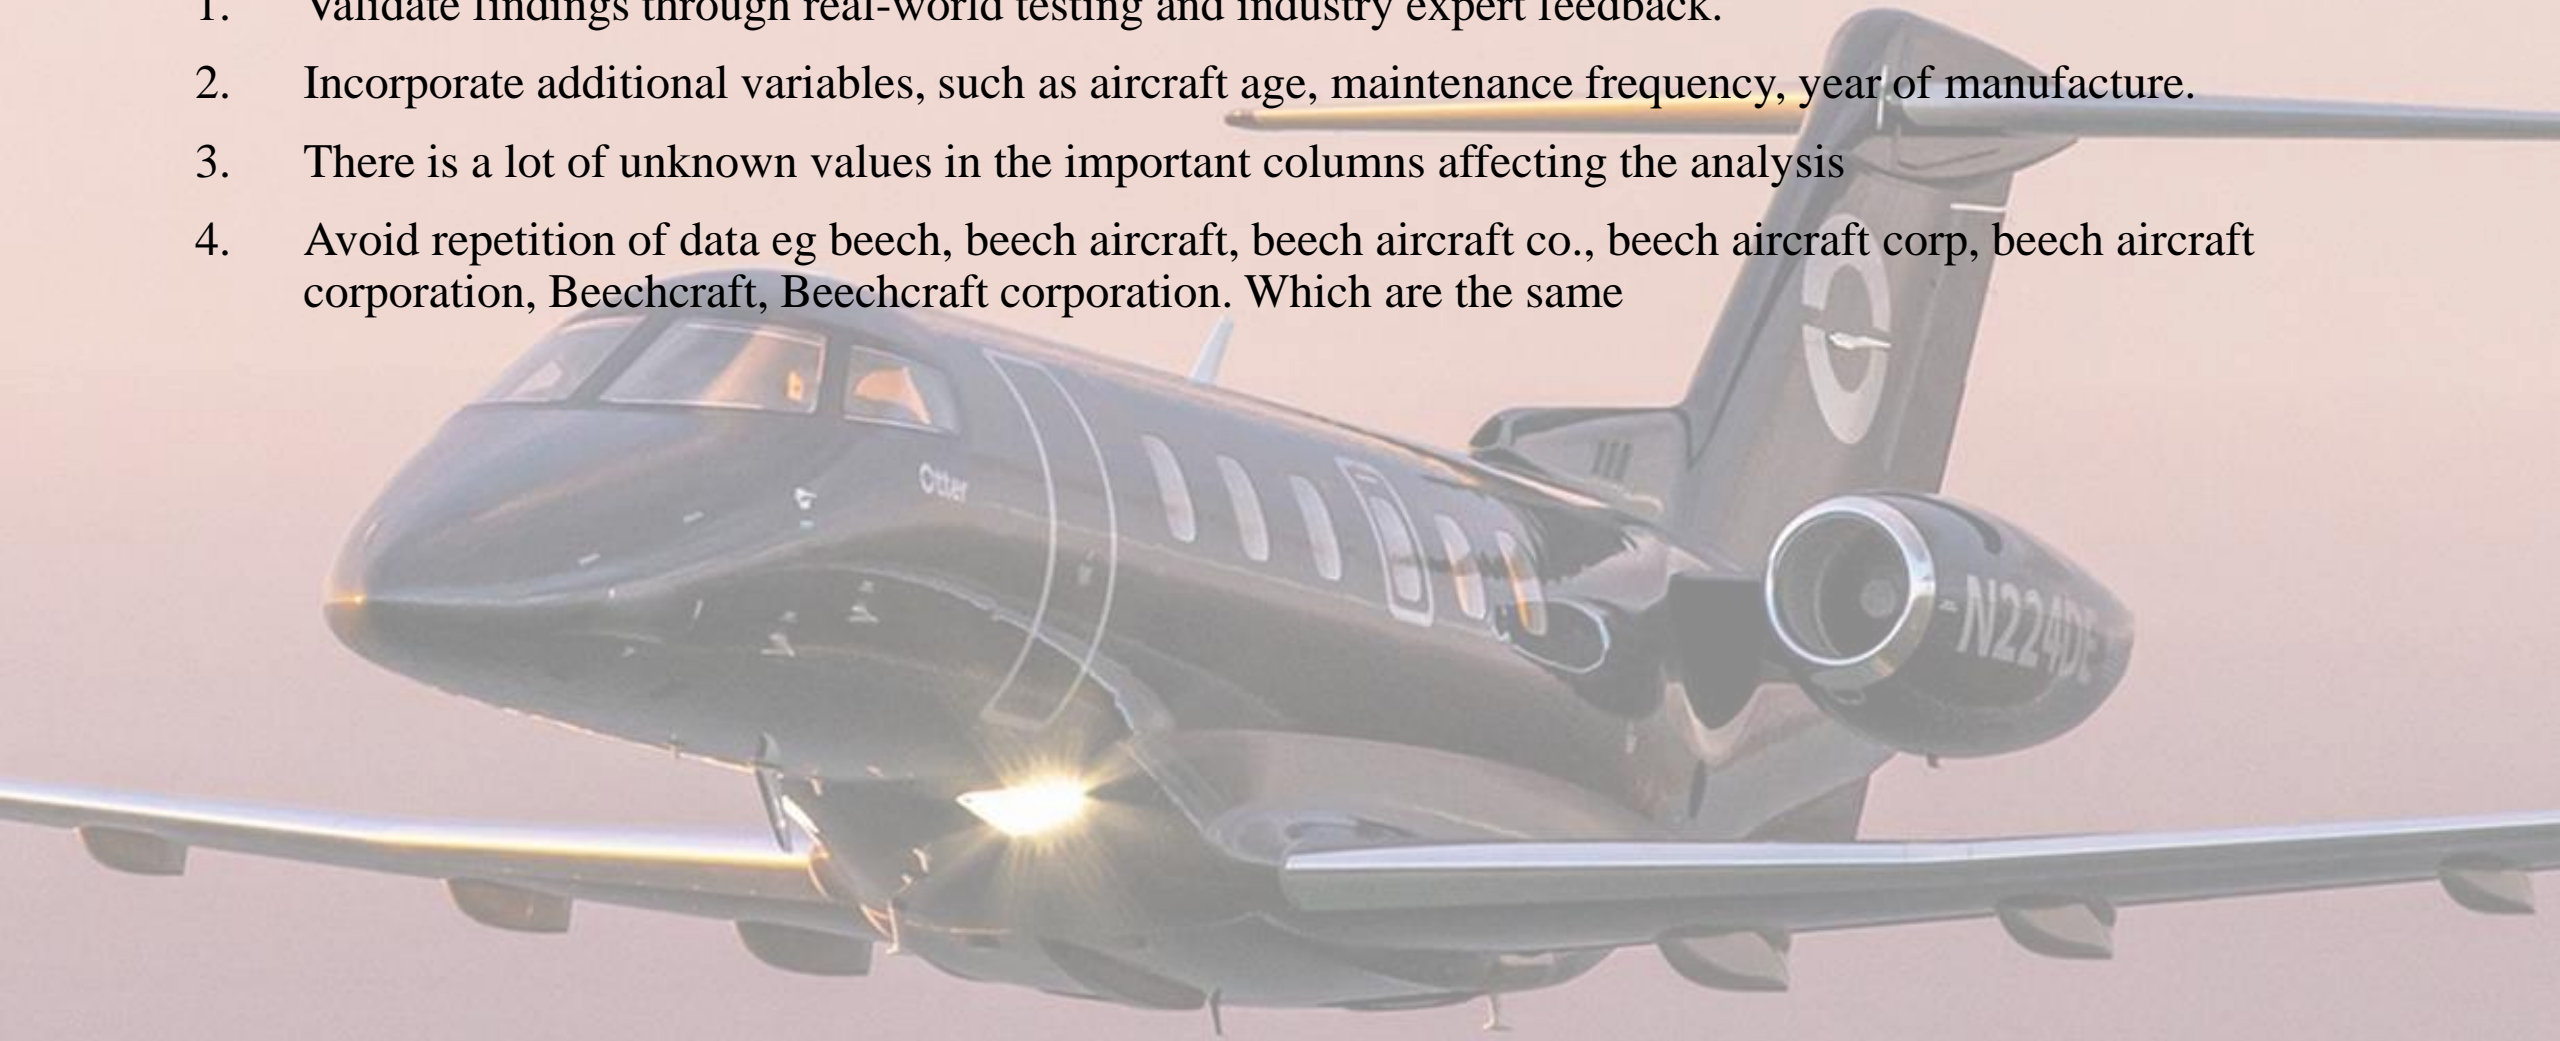 1. Validate findings through real-world testing and industry expert feedback.
2. Incorporate additional variables, such as aircraft age, maintenance frequency, year of manufacture.
3. There is a lot of unknown values in the important columns affecting the analysis
4. Avoid repetition of data eg beech, beech aircraft, beech aircraft co., beech aircraft corp, beech aircraft
corporation, Beechcraft, Beechcraft corporation. Which are the same
Otter
N224DF